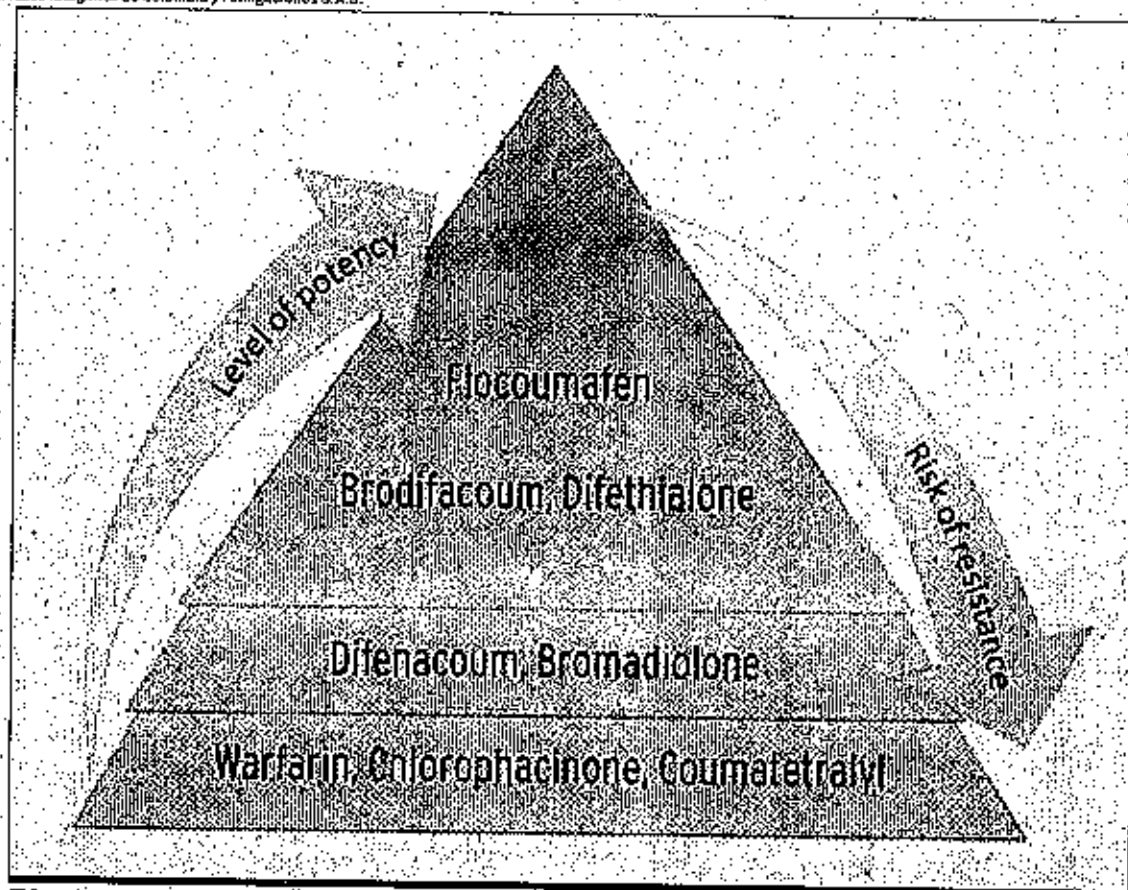 Level of potency
Flocoumafen
Brodifacoum, Difethialone
Risk of resistance
Difenacoum, Bromadiolone
Warfarin, Chlorophacinone, Coumatetralyl